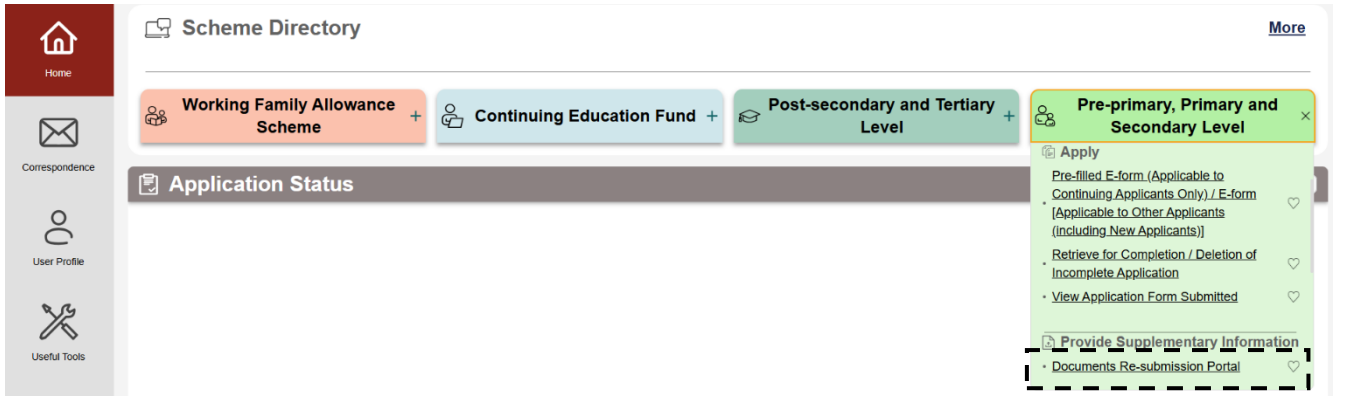 Home
Correspondence
User Profile
Useful Tools
Scheme Directory
More
Working Family Allowance
Scheme
+
Continuing Education Fund +
Post-secondary and Tertiary
Level
+
Pre-primary, Primary and
Secondary Level
×
Application Status
Apply
• Pre-filled E-form (Applicable to
Continuing Applicants Only) / E-form
[Applicable to Other Applicants
(including New Applicants)]
• Retrieve for Completion / Deletion of
Incomplete Application
• View Application Form Submitted
Provide Supplementary Information
• Documents Re-submission Portal